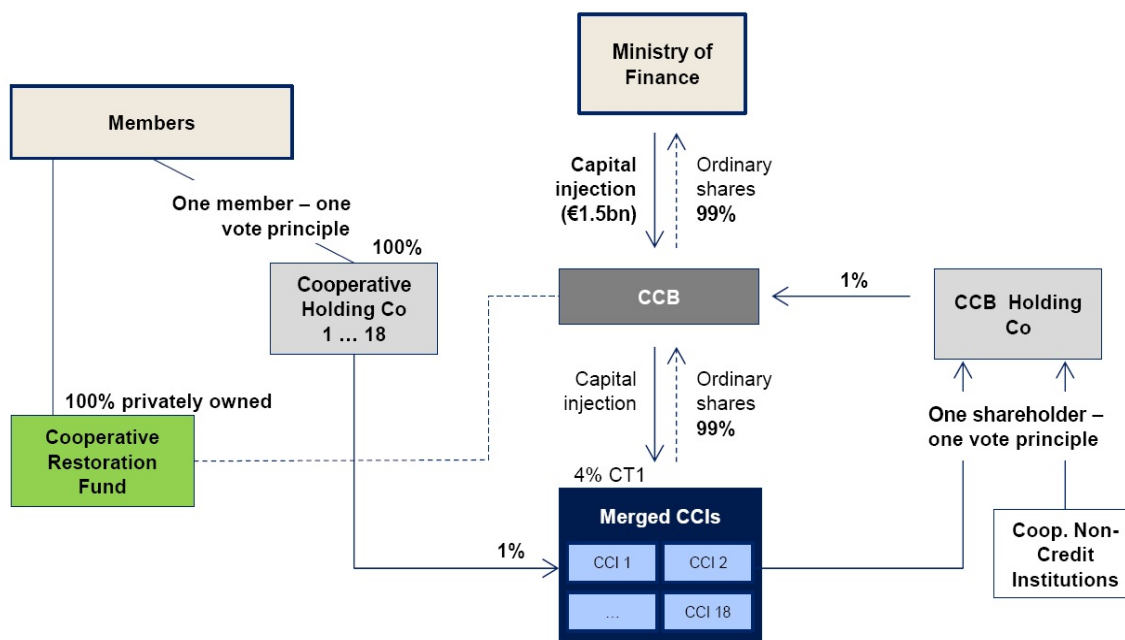 Ministry of
Finance
Members
Capital
injection
(€1.5bn)
Ordinary
shares
99%
One member – one
vote principle
100%
Cooperative
Holding Co
1 … 18
CCB
1%
CCB Holding
Co
Capital
injection
Ordinary
shares
99%
100% privately owned
Cooperative
Restoration
Fund
One shareholder –
one vote principle
4% CT1
Merged CCIs
CCI 1
CCI 2
…
CCI 18
1%
Coop. Non-
Credit
Institutions